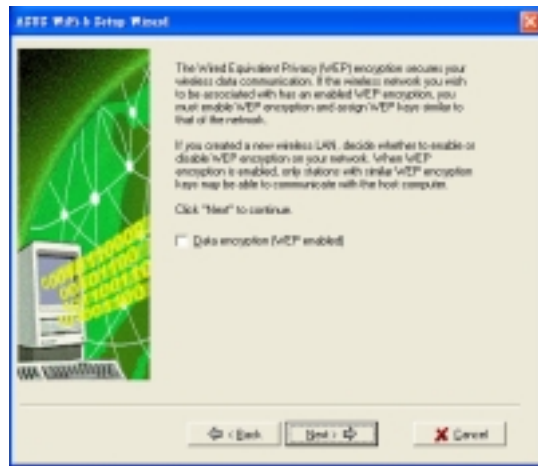 ASUS WiFi-b Setup Wizard
The Wired Equivalent Privacy (WEP) encryption secures your
wireless data communication. If the wireless network you wish
to be associated with has an enabled WEP encryption, you
must enable WEP encryption and assign WEP keys similar to
that of the network.
If you created a new wireless LAN, decide whether to enable or
disable WEP encryption on your network. When WEP
encryption is enabled, only stations with similar WEP encryption
keys may be able to communicate with the host computer.
Click "Next" to continue.
Data encryption (WEP enabled)
< Back
Next >
Cancel